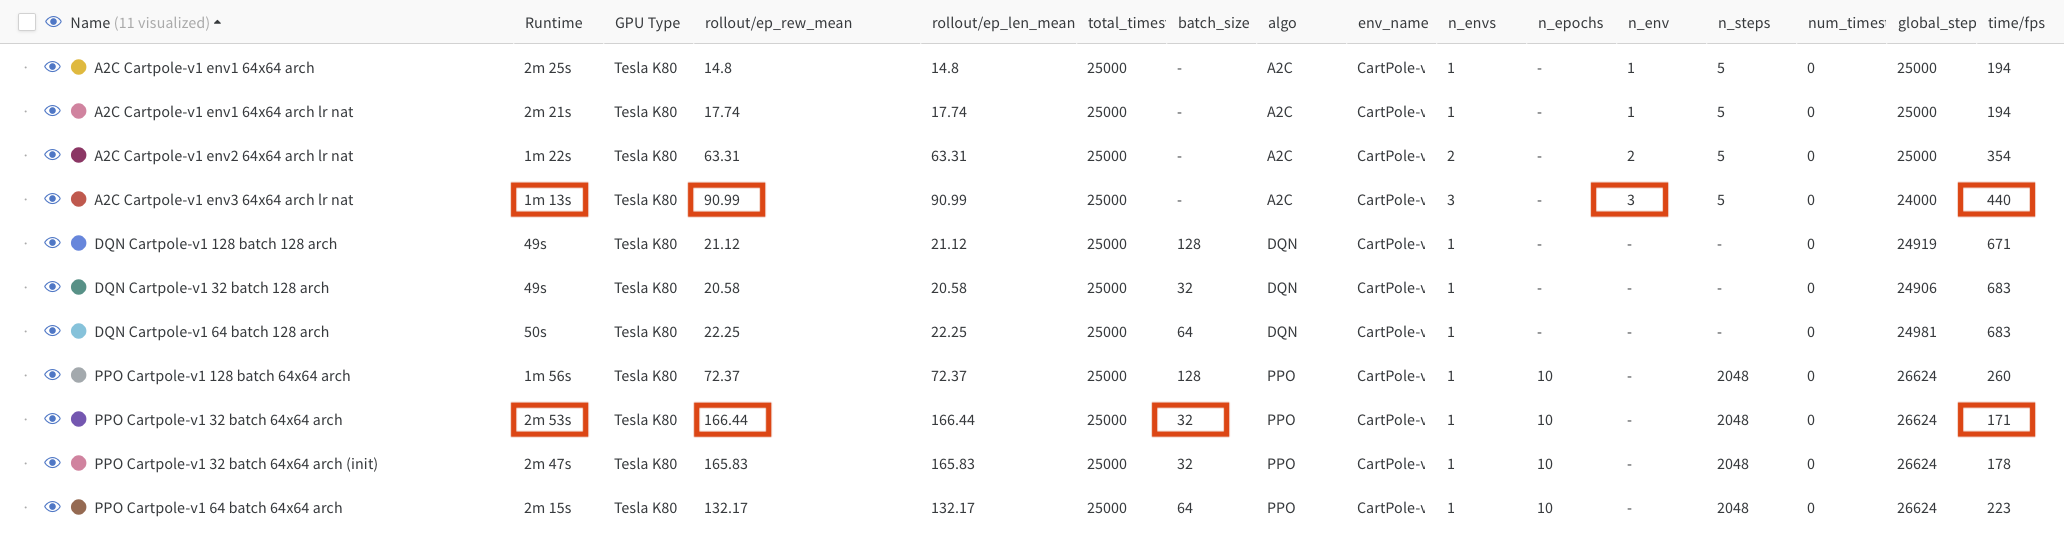 Name (11 visualized) Runtime GPU Type rollout/ep_rew_mean rollout/ep_len_mean total_times batch_size algo env_name n_envs n_epochs n_env n_steps num_times global_step time/fps
A2C Cartpole-v1 env1 64x64 arch 2m 25s Tesla K80 14.8 14.8 25000 - A2C CartPole-v 1 - 1 5 0 25000 194
A2C Cartpole-v1 env1 64x64 arch lr nat 2m 21s Tesla K80 17.74 17.74 25000 - A2C CartPole-v 1 - 1 5 0 25000 194
A2C Cartpole-v1 env2 64x64 arch lr nat 1m 22s Tesla K80 63.31 63.31 25000 - A2C CartPole-v 2 - 2 5 0 25000 354
A2C Cartpole-v1 env3 64x64 arch lr nat 1m 13s Tesla K80 90.99 90.99 25000 - A2C CartPole-v 3 - 3 5 0 24000 440
DQN Cartpole-v1 128 batch 128 arch 49s Tesla K80 21.12 21.12 25000 128 DQN CartPole-v 1 - - - 0 24919 671
DQN Cartpole-v1 32 batch 128 arch 49s Tesla K80 20.58 20.58 25000 32 DQN CartPole-v 1 - - - 0 24906 683
DQN Cartpole-v1 64 batch 128 arch 50s Tesla K80 22.25 22.25 25000 64 DQN CartPole-v 1 - - - 0 24981 683
PPO Cartpole-v1 128 batch 64x64 arch 1m 56s Tesla K80 72.37 72.37 25000 128 PPO CartPole-v 1 10 - 2048 0 26624 260
PPO Cartpole-v1 32 batch 64x64 arch 2m 53s Tesla K80 166.44 166.44 25000 32 PPO CartPole-v 1 10 - 2048 0 26624 171
PPO Cartpole-v1 32 batch 64x64 arch (init) 2m 47s Tesla K80 165.83 165.83 25000 32 PPO CartPole-v 1 10 - 2048 0 26624 178
PPO Cartpole-v1 64 batch 64x64 arch 2m 15s Tesla K80 132.17 132.17 25000 64 PPO CartPole-v 1 10 - 2048 0 26624 223